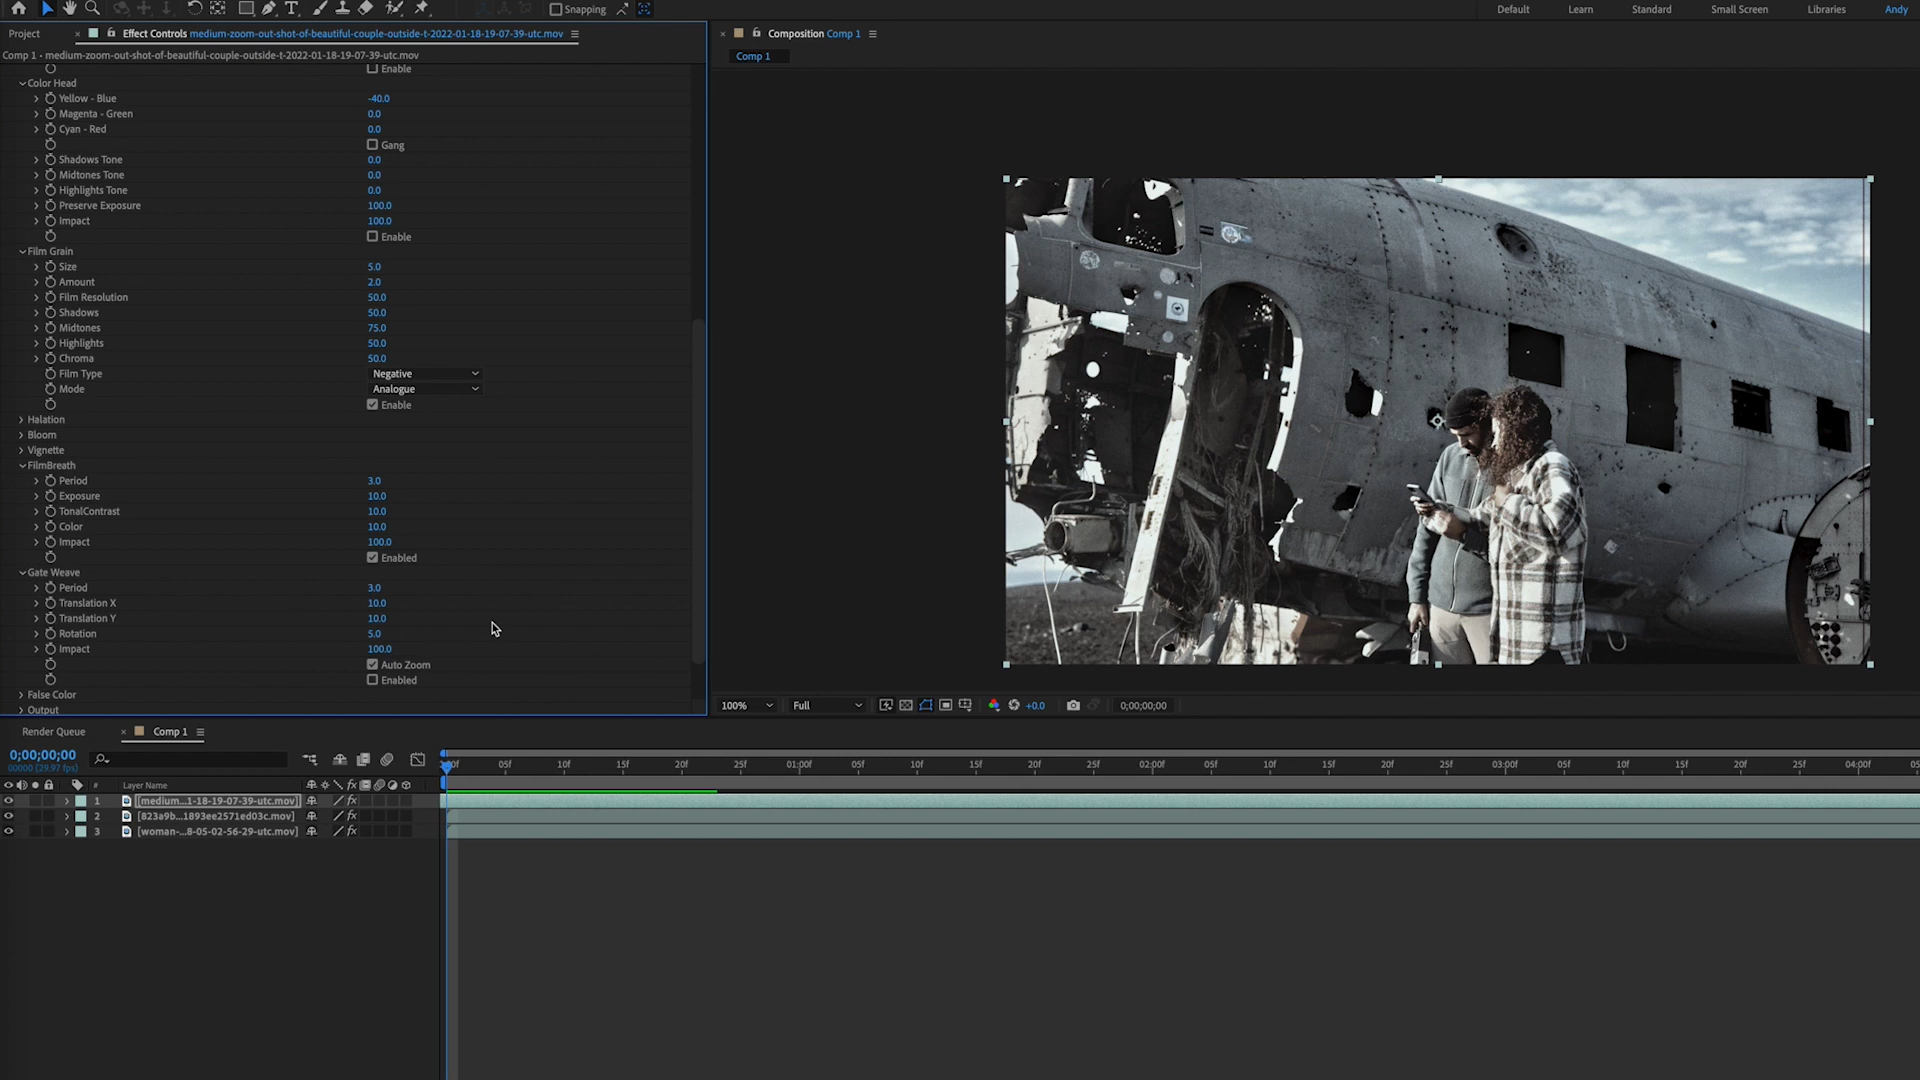 Snapping
Default
Learn
Standard
Small Screen
Libraries
Andy
Project
Effect Controls medium-zoom-out-shot-of-beautiful-couple-outside-t-2022-01-18-19-07-39-utc.mov
Composition Comp 1
Comp 1 • medium-zoom-out-shot-of-beautiful-couple-outside-t-2022-01-18-19-07-39-utc.mov
Comp 1
Enable
Color Head
Yellow - Blue -40.0
Magenta - Green 0.0
Cyan - Red 0.0
Gang
Shadows Tone 0.0
Midtones Tone 0.0
Highlights Tone 0.0
Preserve Exposure 100.0
Impact 100.0
Enable
Film Grain
Size 5.0
Amount 2.0
Film Resolution 50.0
Shadows 50.0
Midtones 75.0
Highlights 50.0
Chroma 50.0
Film Type Negative
Mode Analogue
Enable
Halation
Bloom
Vignette
FilmBreath
Period 3.0
Exposure 10.0
TonalContrast 10.0
Color 10.0
Impact 100.0
Enabled
Gate Weave
Period 3.0
Translation X 10.0
Translation Y 10.0
Rotation 5.0
Impact 100.0
Auto Zoom
Enabled
False Color
Output
100% Full +0.0 0;00;00;00
Render Queue
Comp 1
0;00;00;00
00000 (29.97 fps)
05f 10f 15f 20f 25f 01:00f 05f 10f 15f 20f 25f 02:00f 05f 10f 15f 20f 25f 03:00f 05f 10f 15f 20f 25f 04:00f
# Layer Name
1 [medium...1-18-19-07-39-utc.mov]
2 [823a9b...1893ee2571ed03c.mov]
3 [woman-...8-05-02-56-29-utc.mov]